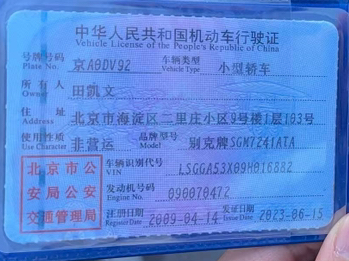 中华人民共和国机动车行驶证
Vehicle License of the People's Republic of China
号牌号码 京A0DV92 车辆类型 小型轿车
Plate No. Vehicle Type
所有人 田凯文
Owner
住址 北京市海淀区二里庄小区9号楼1层103号
Address
使用性质 非营运 品牌型号 别克牌SGM7241ATA
Use Character Model
北京市公安局公安交通管理局
车辆识别代号 LSGGA53X09H016882
VIN
发动机号码 090070472
Engine No.
注册日期 2009-04-14 发证日期 2023-06-15
Register Date Issue Date